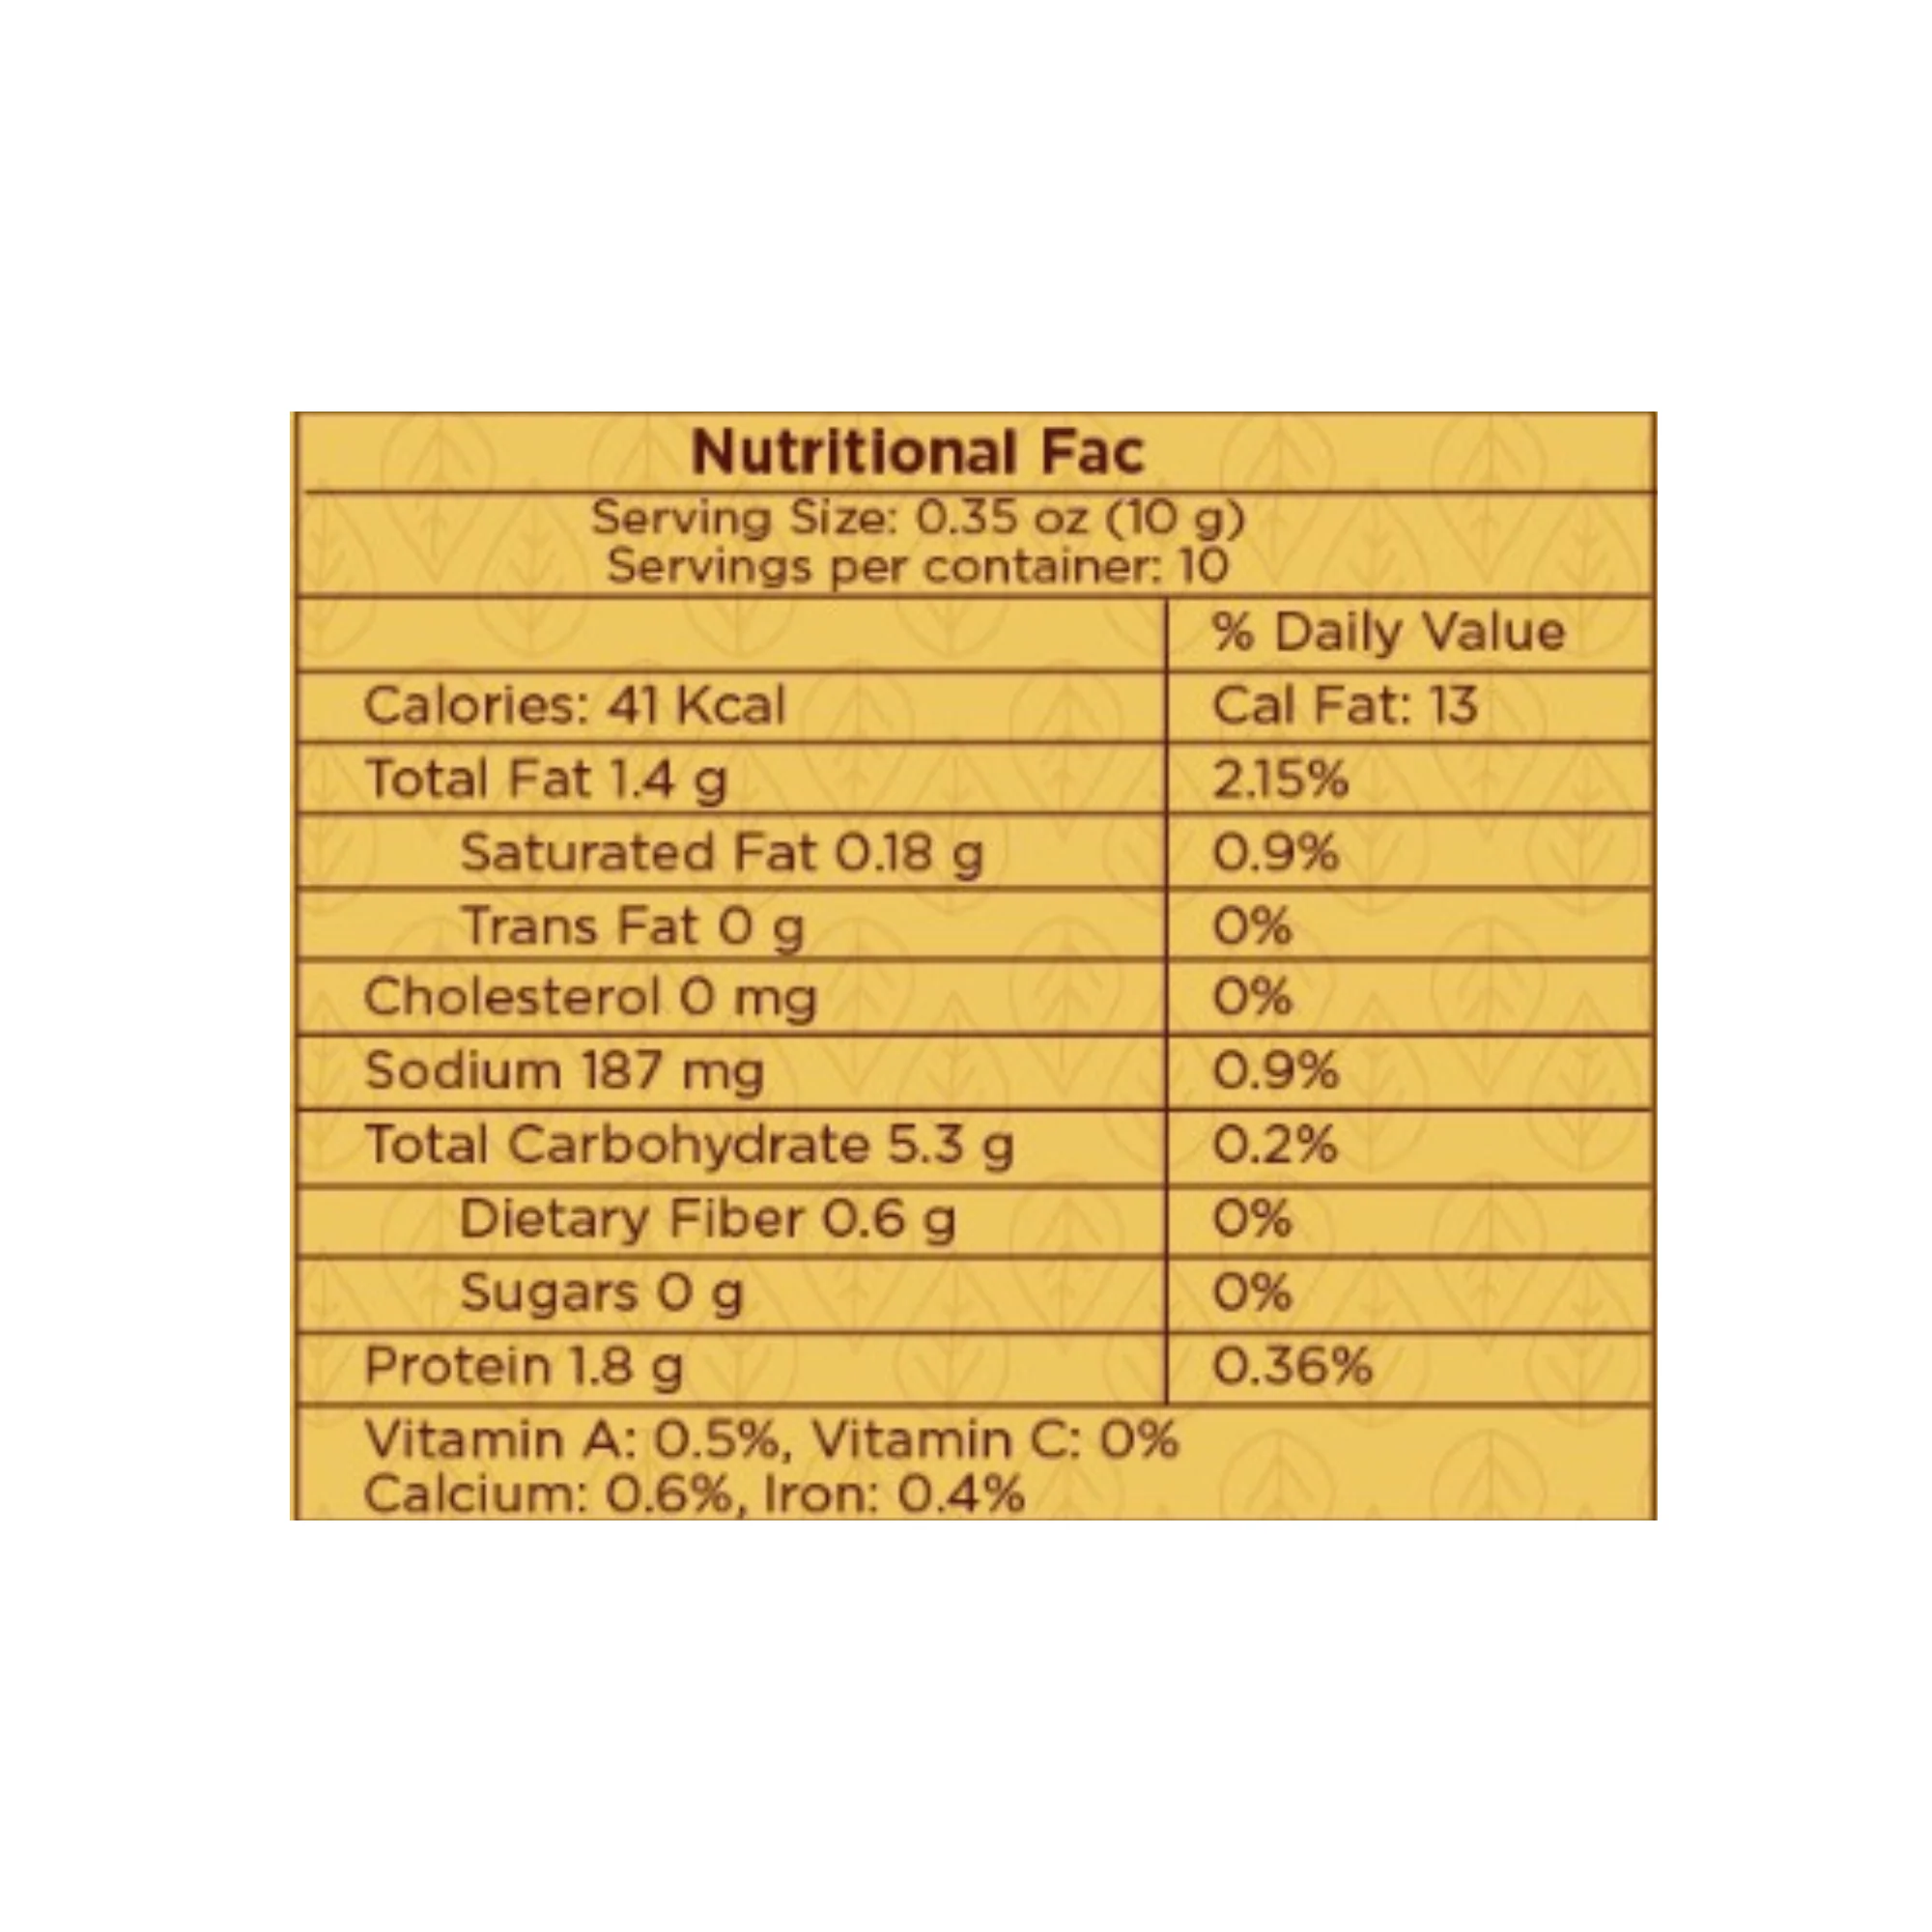 Nutritional Fac
Serving Size: 0.35 oz (10 g)
Servings per container: 10
% Daily Value
Calories: 41 Kcal Cal Fat: 13
Total Fat 1.4 g 2.15%
Saturated Fat 0.18 g 0.9%
Trans Fat 0 g 0%
Cholesterol 0 mg 0%
Sodium 187 mg 0.9%
Total Carbohydrate 5.3 g 0.2%
Dietary Fiber 0.6 g 0%
Sugars 0 g 0%
Protein 1.8 g 0.36%
Vitamin A: 0.5%, Vitamin C: 0%
Calcium: 0.6%, Iron: 0.4%